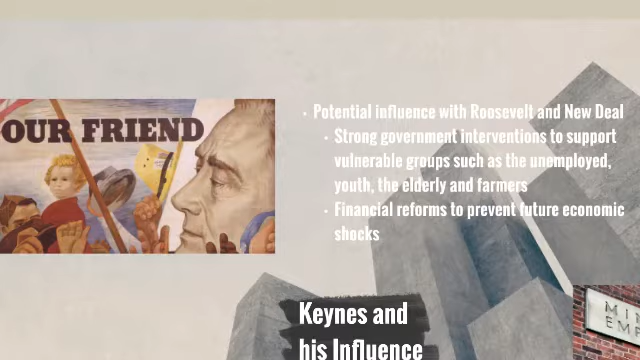 OUR FRIEND
· Potential influence with Roosevelt and New Deal
· Strong government interventions to support
vulnerable groups such as the unemployed,
youth, the elderly and farmers
· Financial reforms to prevent future economic
shocks
Keynes and
his Influence